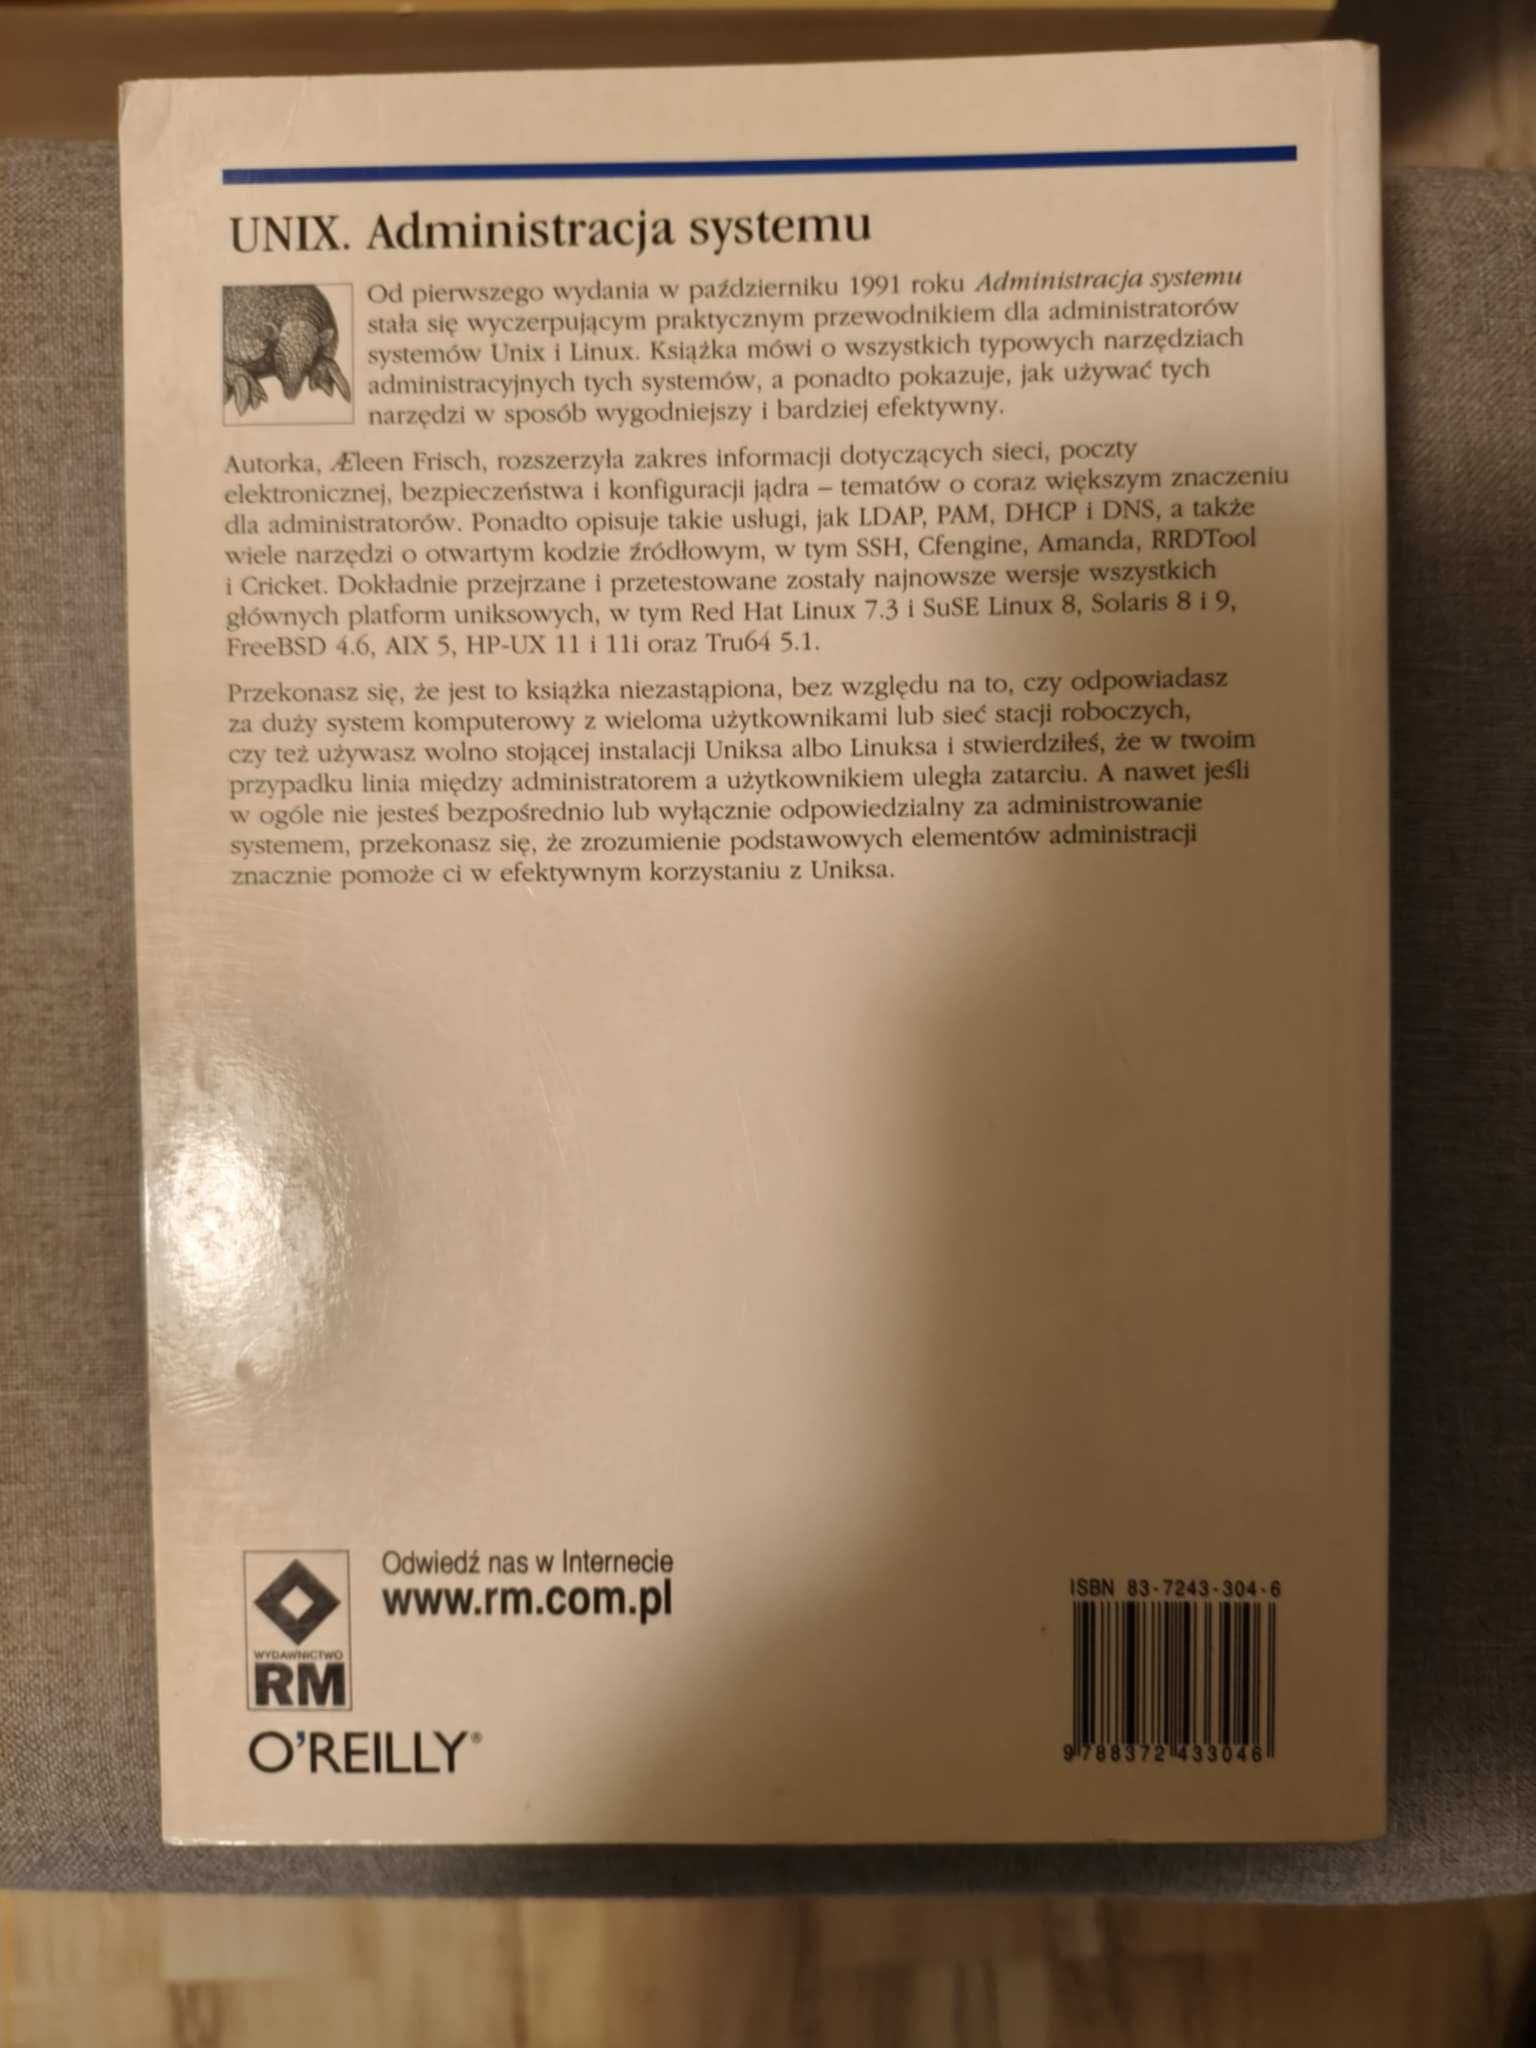 UNIX. Administracja systemu
Od pierwszego wydania w październiku 1991 roku Administracja systemu
stała się wyczerpującym praktycznym przewodnikiem dla administratorów
systemów Unix i Linux. Książka mówi o wszystkich typowych narzędziach
administracyjnych tych systemów, a ponadto pokazuje, jak używać tych
narzędzi w sposób wygodniejszy i bardziej efektywny.
Autorka, Æleen Frisch, rozszerzyła zakres informacji dotyczących sieci, poczty
elektronicznej, bezpieczeństwa i konfiguracji jądra – tematów o coraz większym znaczeniu
dla administratorów. Ponadto opisuje takie usługi, jak LDAP, PAM, DHCP i DNS, a także
wiele narzędzi o otwartym kodzie źródłowym, w tym SSH, Cfengine, Amanda, RRDTool
i Cricket. Dokładnie przejrzane i przetestowane zostały najnowsze wersje wszystkich
głównych platform uniksowych, w tym Red Hat Linux 7.3 i SuSE Linux 8, Solaris 8 i 9,
FreeBSD 4.6, AIX 5, HP-UX 11 i 11i oraz Tru64 5.1.
Przekonasz się, że jest to książka niezastąpiona, bez względu na to, czy odpowiadasz
za duży system komputerowy z wieloma użytkownikami lub sieć stacji roboczych,
czy też używasz wolno stojącej instalacji Uniksa albo Linuksa i stwierdziłeś, że w twoim
przypadku linia między administratorem a użytkownikiem uległa zatarciu. A nawet jeśli
w ogóle nie jesteś bezpośrednio lub wyłącznie odpowiedzialny za administrowanie
systemem, przekonasz się, że zrozumienie podstawowych elementów administracji
znacznie pomoże ci w efektywnym korzystaniu z Uniksa.
Odwiedź nas w Internecie
www.rm.com.pl
WYDAWNICTWO
RM
O'REILLY®
ISBN 83-7243-304-6
9 788372 433046